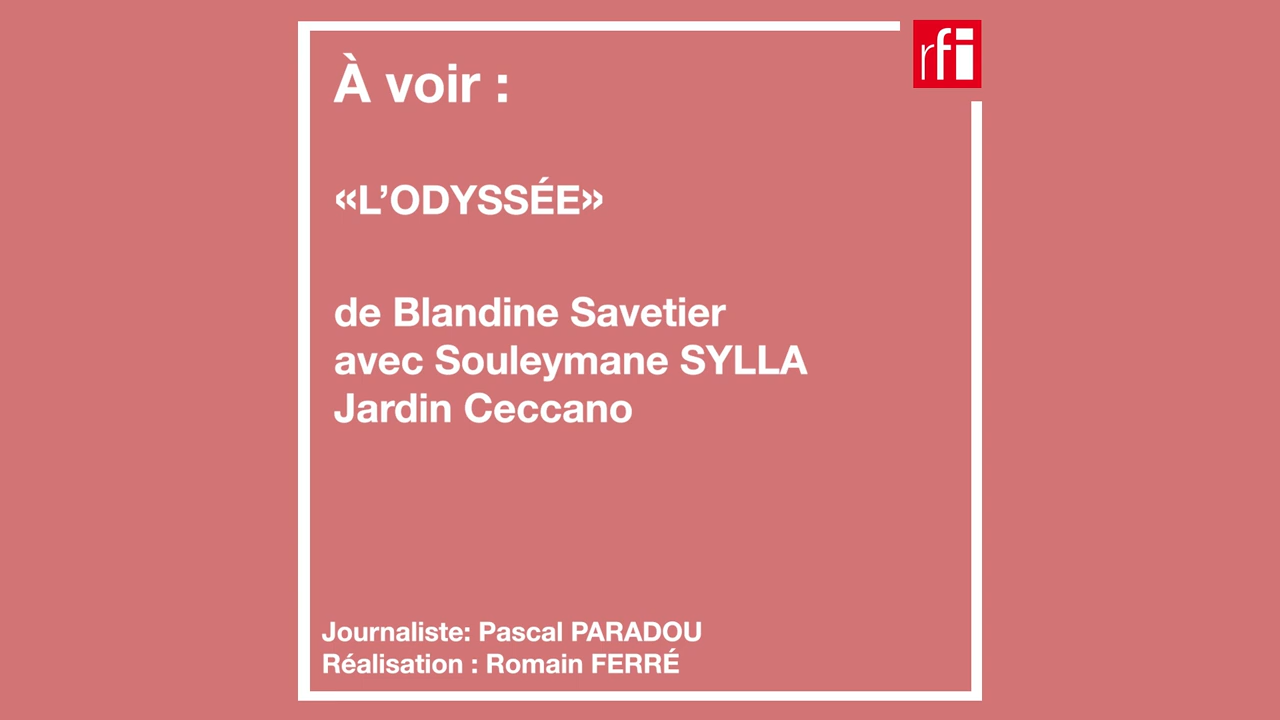 rfi
À voir :
«L’ODYSSÉE»
de Blandine Savetier
avec Souleymane SYLLA
Jardin Ceccano
Journaliste: Pascal PARADOU
Réalisation : Romain FERRÉ